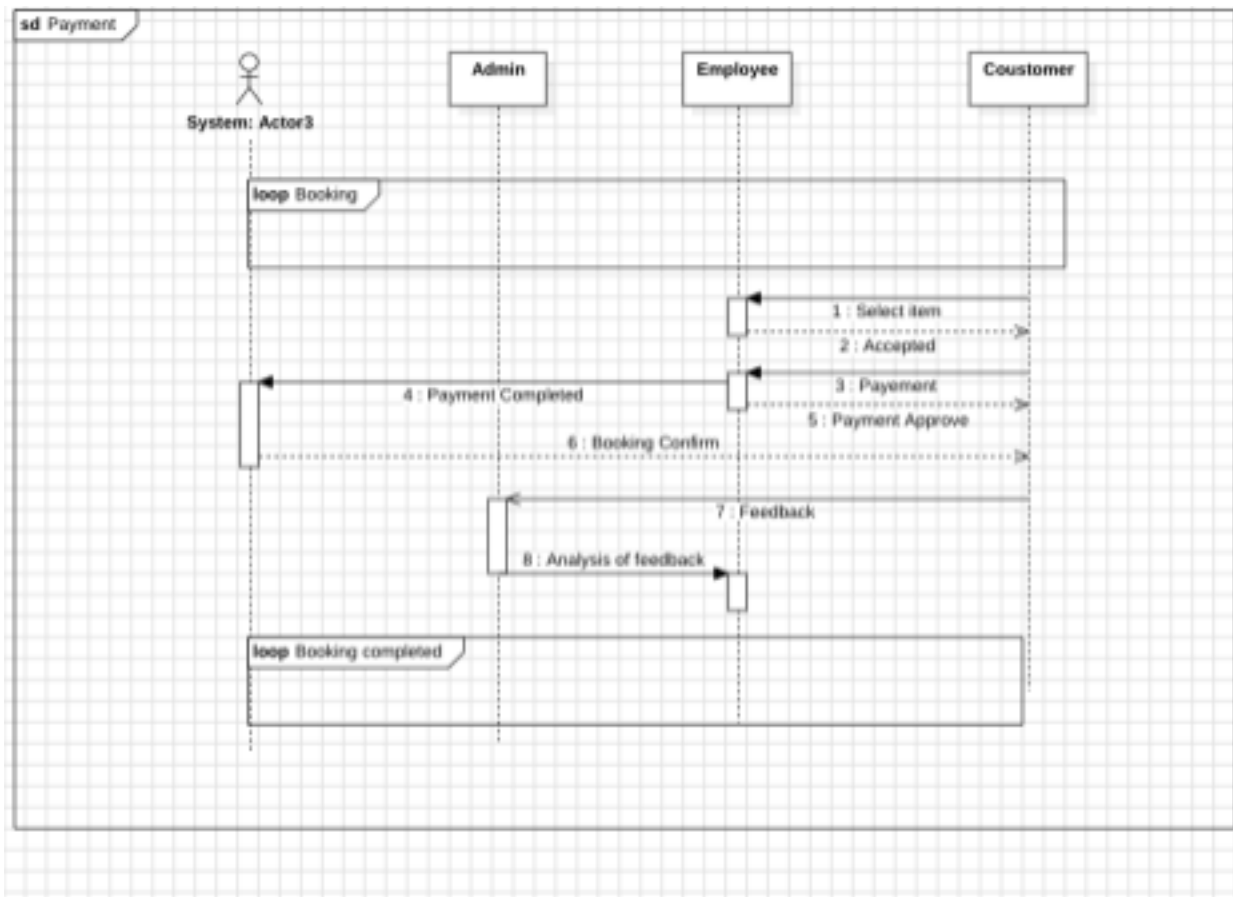 sd Payment
Admin
Employee
Coustomer
System: Actor3
loop Booking
1 : Select item
2 : Accepted
3 : Payement
4 : Payment Completed
5 : Payment Approve
6 : Booking Confirm
7 : Feedback
8 : Analysis of feedback
loop Booking completed